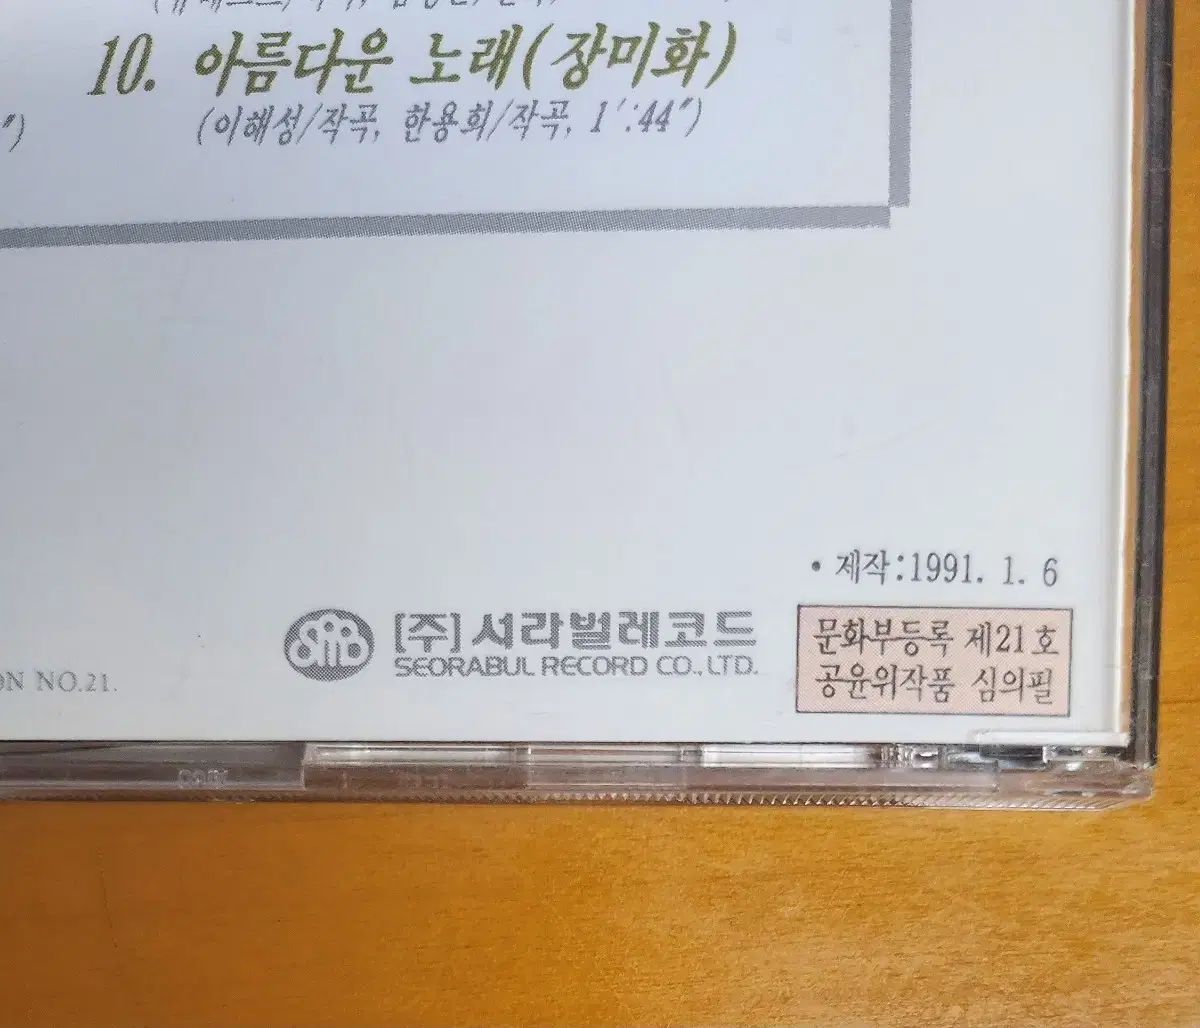 10. 아름다운 노래(장미화)
(이해성/작곡, 한용희/작곡, 1':44")
")
• 제작:1991. 1. 6
[주]서라벌레코드
SEORABUL RECORD CO., LTD.
문화부등록 제21호
공윤위작품 심의필
ON NO.21.